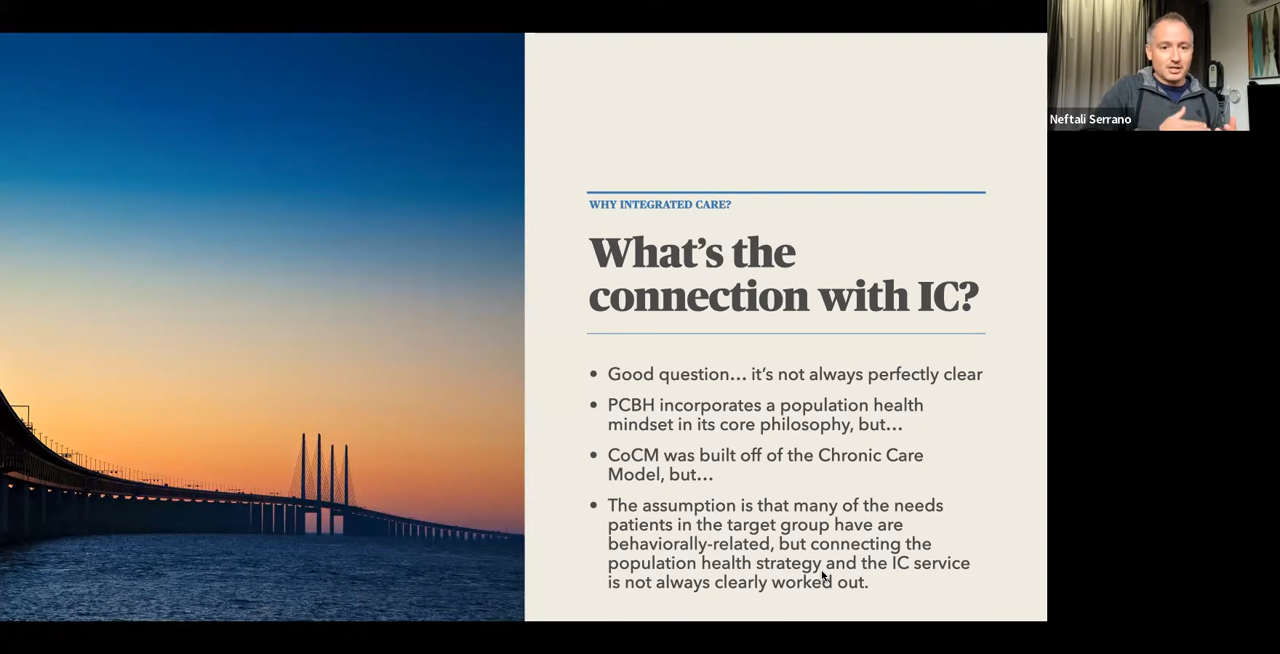 WHY INTEGRATED CARE?
What’s the
connection with IC?
• Good question… it’s not always perfectly clear
• PCBH incorporates a population health
mindset in its core philosophy, but…
• CoCM was built off of the Chronic Care
Model, but…
• The assumption is that many of the needs
patients in the target group have are
behaviorally-related, but connecting the
population health strategy and the IC service
is not always clearly worked out.
Neftali Serrano